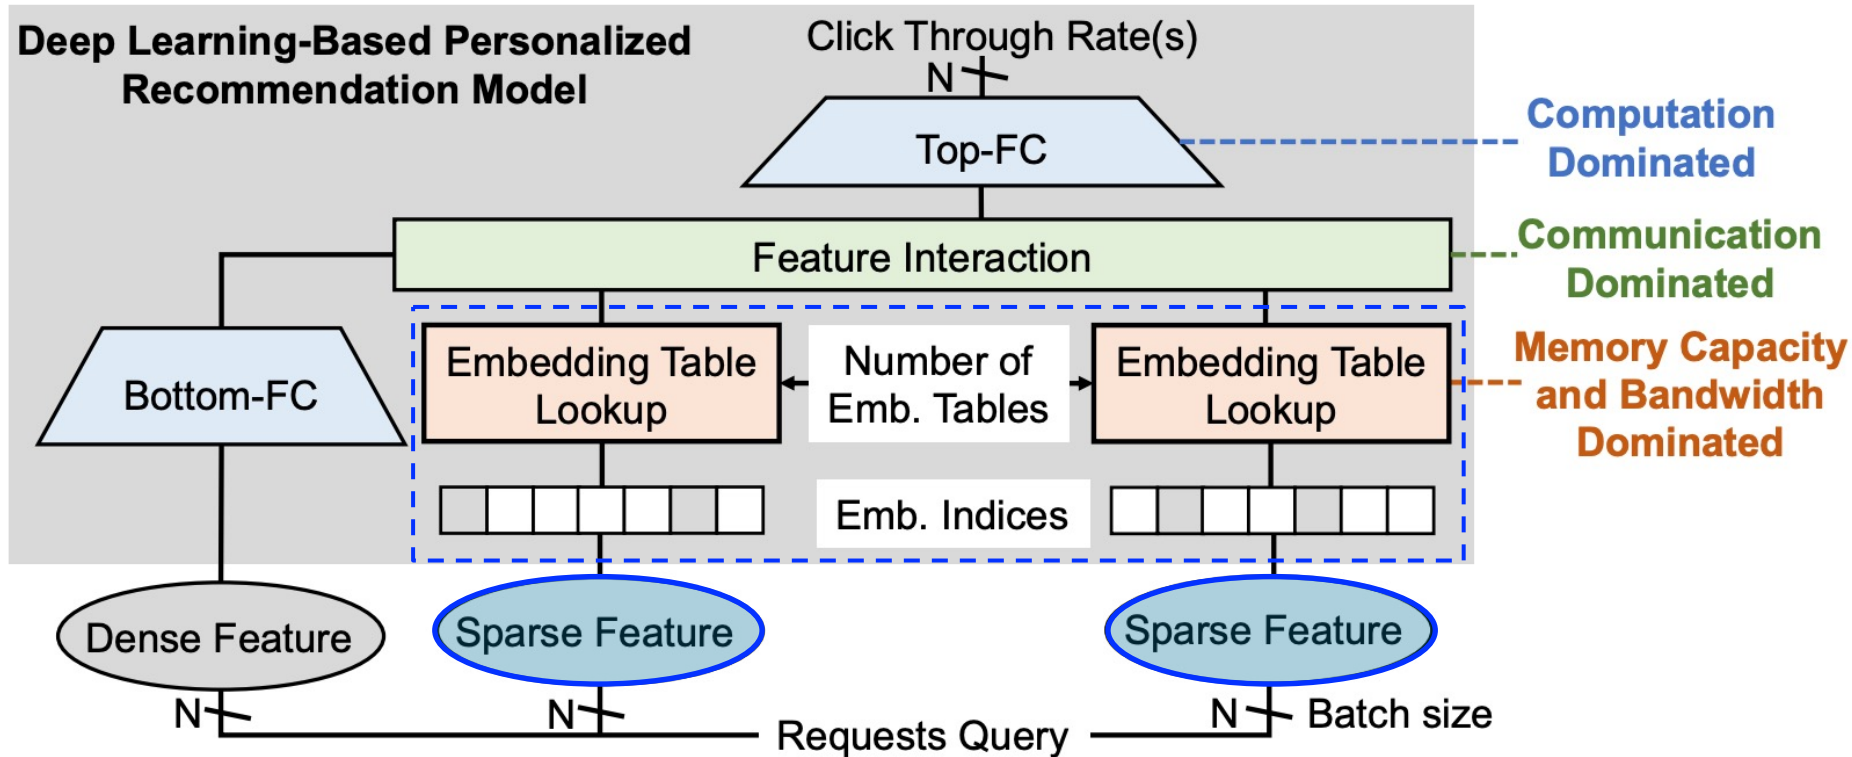 Deep Learning-Based Personalized
Recommendation Model
Click Through Rate(s)
N
Top-FC
Computation
Dominated
Feature Interaction
Communication
Dominated
Bottom-FC
Embedding Table
Lookup
Number of
Emb. Tables
Embedding Table
Lookup
Memory Capacity
and Bandwidth
Dominated
Emb. Indices
Dense Feature
Sparse Feature
Sparse Feature
N
N
N
Batch size
Requests Query